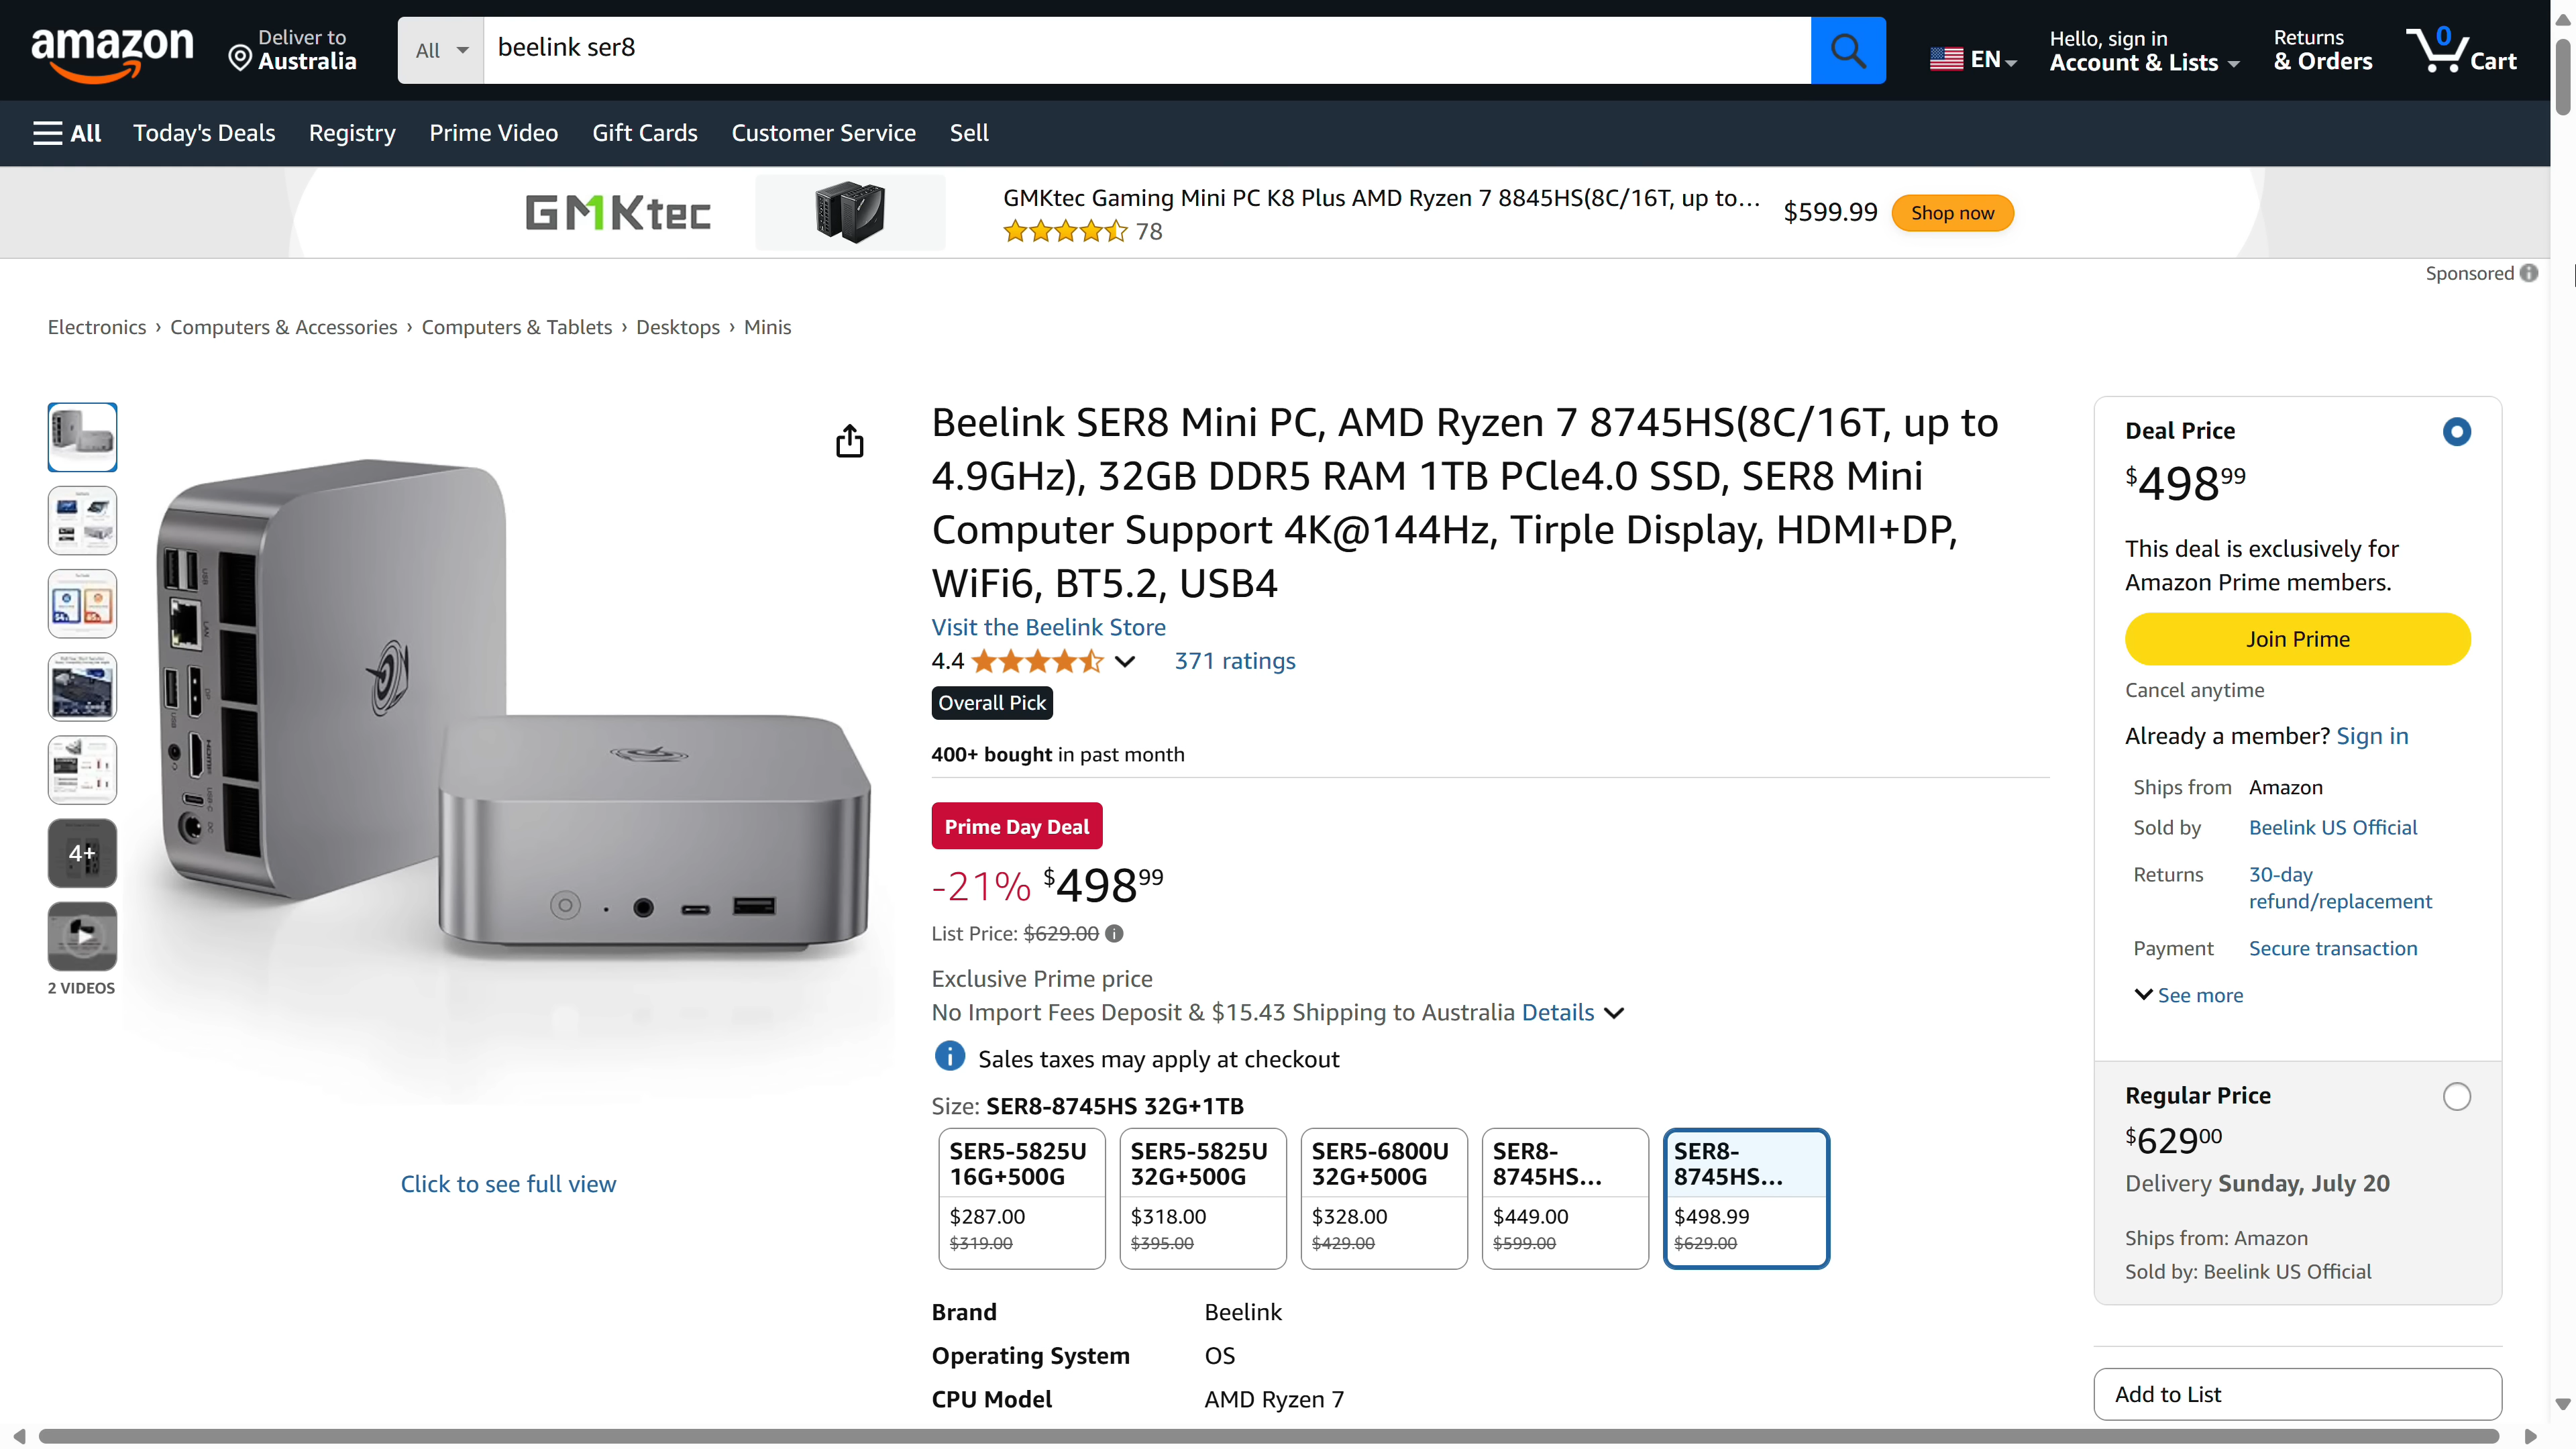 amazon
Deliver to
Australia
All
beelink ser8
EN
Hello, sign in
Account & Lists
Returns
& Orders
0
Cart
All
Today's Deals
Registry
Prime Video
Gift Cards
Customer Service
Sell
GMKtec
GMKtec Gaming Mini PC K8 Plus AMD Ryzen 7 8845HS(8C/16T, up to…
78
$599.99
Shop now
Sponsored
Electronics › Computers & Accessories › Computers & Tablets › Desktops › Minis
4+
2 VIDEOS
USB
LAN
DP
USB
HDMI
USB-C
DC
Click to see full view
Beelink SER8 Mini PC, AMD Ryzen 7 8745HS(8C/16T, up to
4.9GHz), 32GB DDR5 RAM 1TB PCle4.0 SSD, SER8 Mini
Computer Support 4K@144Hz, Tirple Display, HDMI+DP,
WiFi6, BT5.2, USB4
Visit the Beelink Store
4.4
371 ratings
Overall Pick
400+ bought in past month
Prime Day Deal
-21% $498 99
List Price: $629.00
Exclusive Prime price
No Import Fees Deposit & $15.43 Shipping to Australia Details
Sales taxes may apply at checkout
Size: SER8-8745HS 32G+1TB
SER5-5825U
16G+500G
$287.00
$319.00
SER5-5825U
32G+500G
$318.00
$395.00
SER5-6800U
32G+500G
$328.00
$429.00
SER8-
8745HS...
$449.00
$599.00
SER8-
8745HS...
$498.99
$629.00
Brand Beelink
Operating System OS
CPU Model AMD Ryzen 7
Deal Price
$498 99
This deal is exclusively for
Amazon Prime members.
Join Prime
Cancel anytime
Already a member? Sign in
Ships from Amazon
Sold by Beelink US Official
Returns 30-day
refund/replacement
Payment Secure transaction
See more
Regular Price
$629 00
Delivery Sunday, July 20
Ships from: Amazon
Sold by: Beelink US Official
Add to List